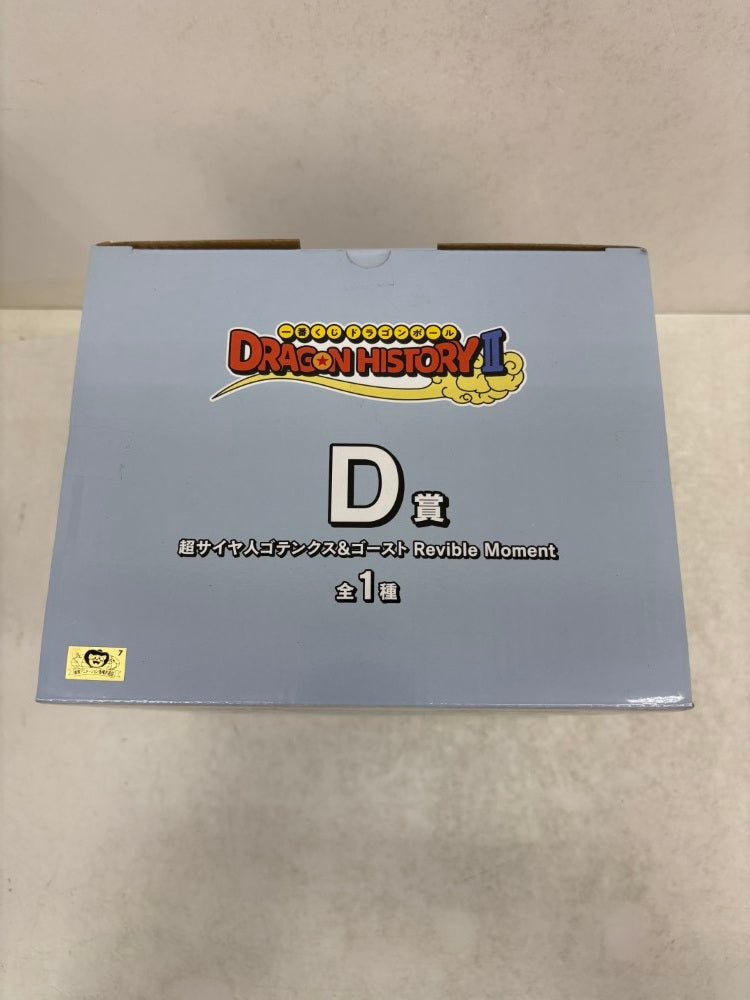 一番くじドラゴンボール
DRAGON HISTORY II
D賞
超サイヤ人ゴテンクス&ゴースト Revible Moment
全1種
7